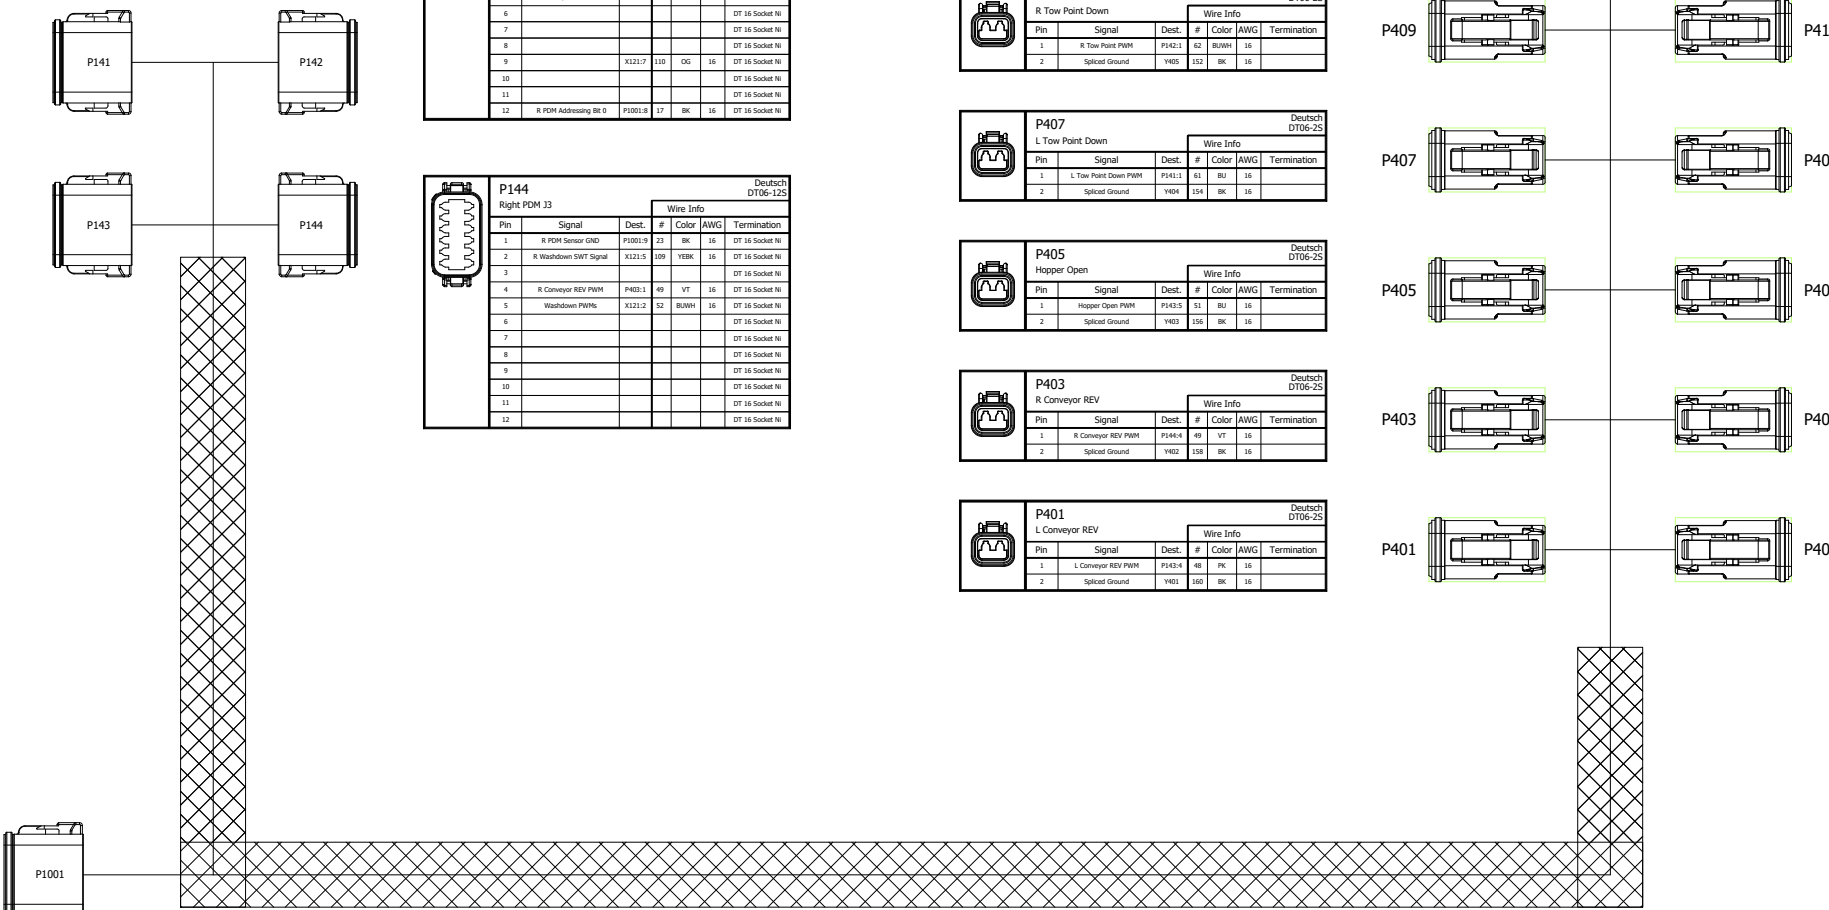 P141
P142
P143
P144
P1001
6 DT 16 Socket Ni
7 DT 16 Socket Ni
8 DT 16 Socket Ni
9 X121:7 110 OG 16 DT 16 Socket Ni
10 DT 16 Socket Ni
11 DT 16 Socket Ni
12 R PDM Addressing Bit 0 P1001:8 17 BK 16 DT 16 Socket Ni
P144 Deutsch
DT06-12S
Right PDM J3 Wire Info
Pin Signal Dest. # Color AWG Termination
1 R PDM Sensor GND P1001:9 23 BK 16 DT 16 Socket Ni
2 R Washdown SWT Signal X121:5 109 YEBK 16 DT 16 Socket Ni
3 DT 16 Socket Ni
4 R Conveyor REV PWM P403:1 49 VT 16 DT 16 Socket Ni
5 Washdown PWMs X121:2 52 BUWH 16 DT 16 Socket Ni
6 DT 16 Socket Ni
7 DT 16 Socket Ni
8 DT 16 Socket Ni
9 DT 16 Socket Ni
10 DT 16 Socket Ni
11 DT 16 Socket Ni
12 DT 16 Socket Ni
R Tow Point Down Wire Info
Pin Signal Dest. # Color AWG Termination
1 R Tow Point PWM P142:1 62 BUWH 16
2 Spliced Ground Y405 152 BK 16
P407 Deutsch
DT06-2S
L Tow Point Down Wire Info
Pin Signal Dest. # Color AWG Termination
1 L Tow Point Down PWM P141:1 61 BU 16
2 Spliced Ground Y404 154 BK 16
P405 Deutsch
DT06-2S
Hopper Open Wire Info
Pin Signal Dest. # Color AWG Termination
1 Hopper Open PWM P143:5 51 BU 16
2 Spliced Ground Y403 156 BK 16
P403 Deutsch
DT06-2S
R Conveyor REV Wire Info
Pin Signal Dest. # Color AWG Termination
1 R Conveyor REV PWM P144:4 49 VT 16
2 Spliced Ground Y402 158 BK 16
P401 Deutsch
DT06-2S
L Conveyor REV Wire Info
Pin Signal Dest. # Color AWG Termination
1 L Conveyor REV PWM P143:4 48 PK 16
2 Spliced Ground Y401 160 BK 16
P409 P41
P407 P40
P405 P40
P403 P40
P401 P40